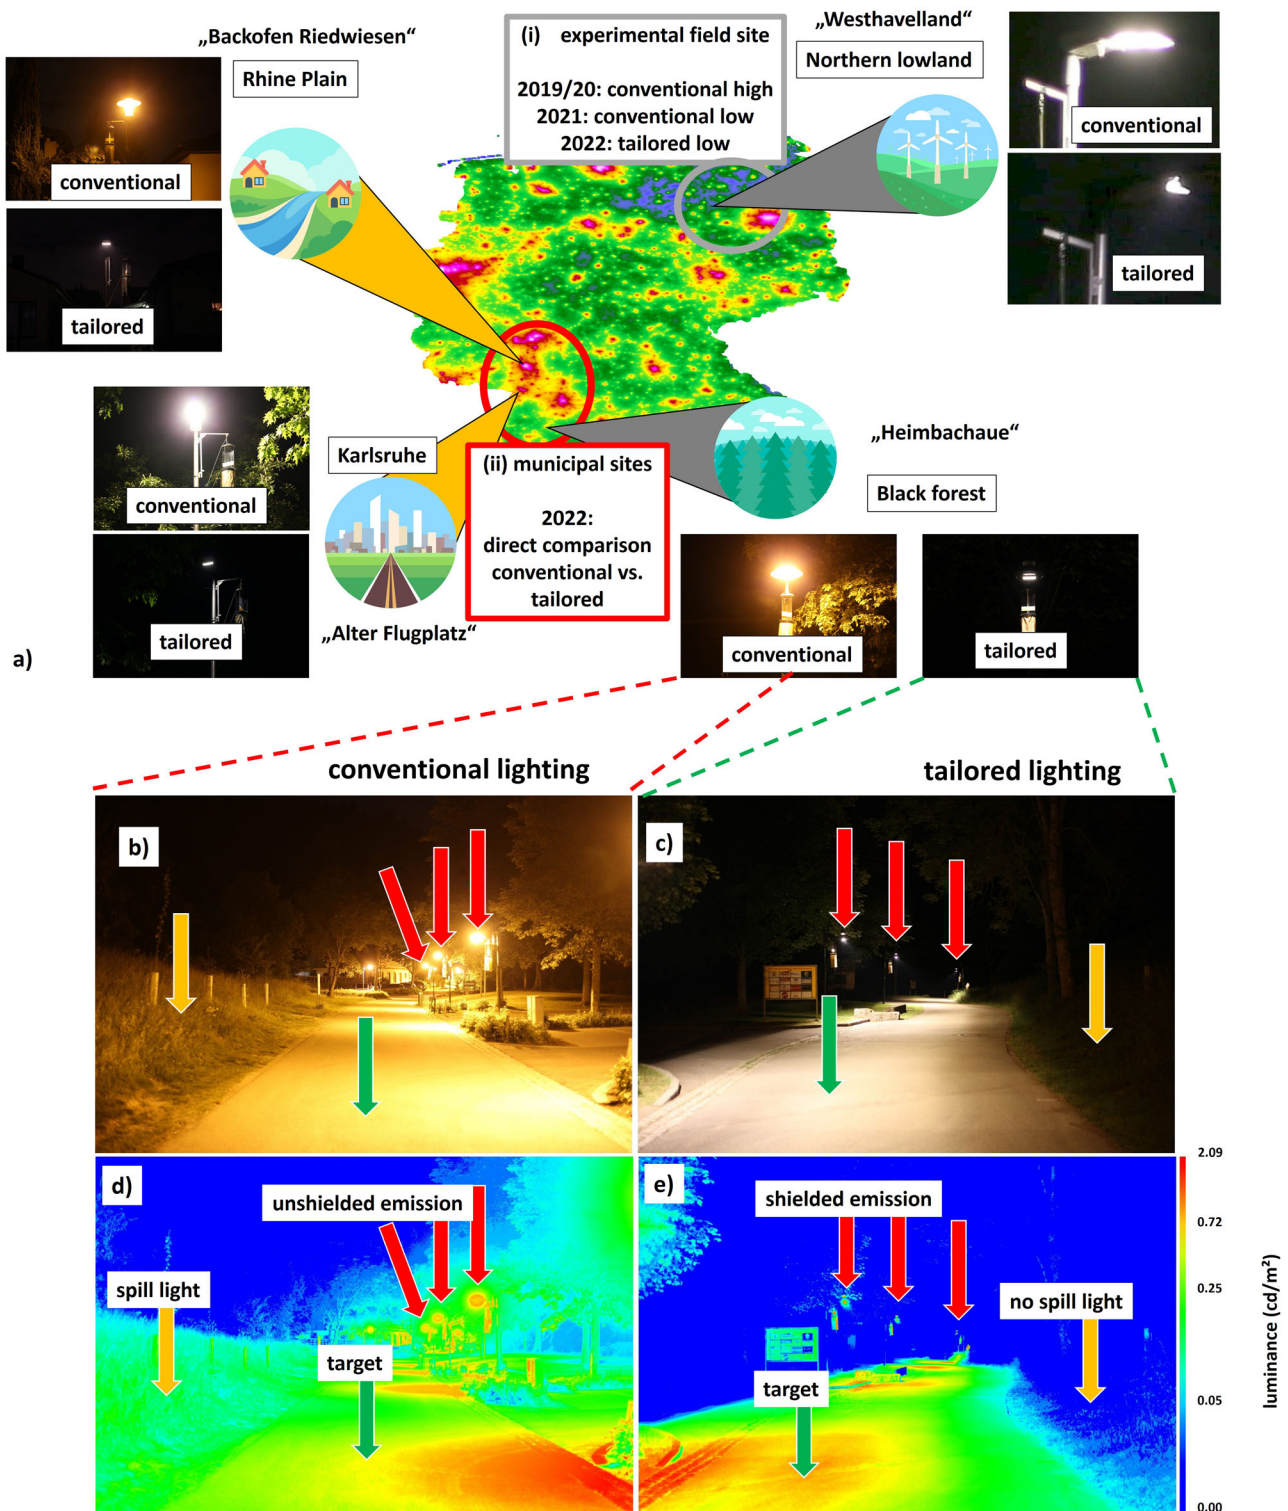 „Backofen Riedwiesen“
Rhine Plain
conventional
tailored
(i) experimental field site
2019/20: conventional high
2021: conventional low
2022: tailored low
„Westhavelland“
Northern lowland
conventional
tailored
conventional
tailored
Karlsruhe
„Alter Flugplatz“
(ii) municipal sites
2022:
direct comparison
conventional vs.
tailored
„Heimbachaue“
Black forest
conventional
tailored
a)
conventional lighting
tailored lighting
b)
c)
d)
unshielded emission
spill light
target
e)
shielded emission
no spill light
target
2.09
0.72
0.25
0.05
0.00
luminance (cd/m²)